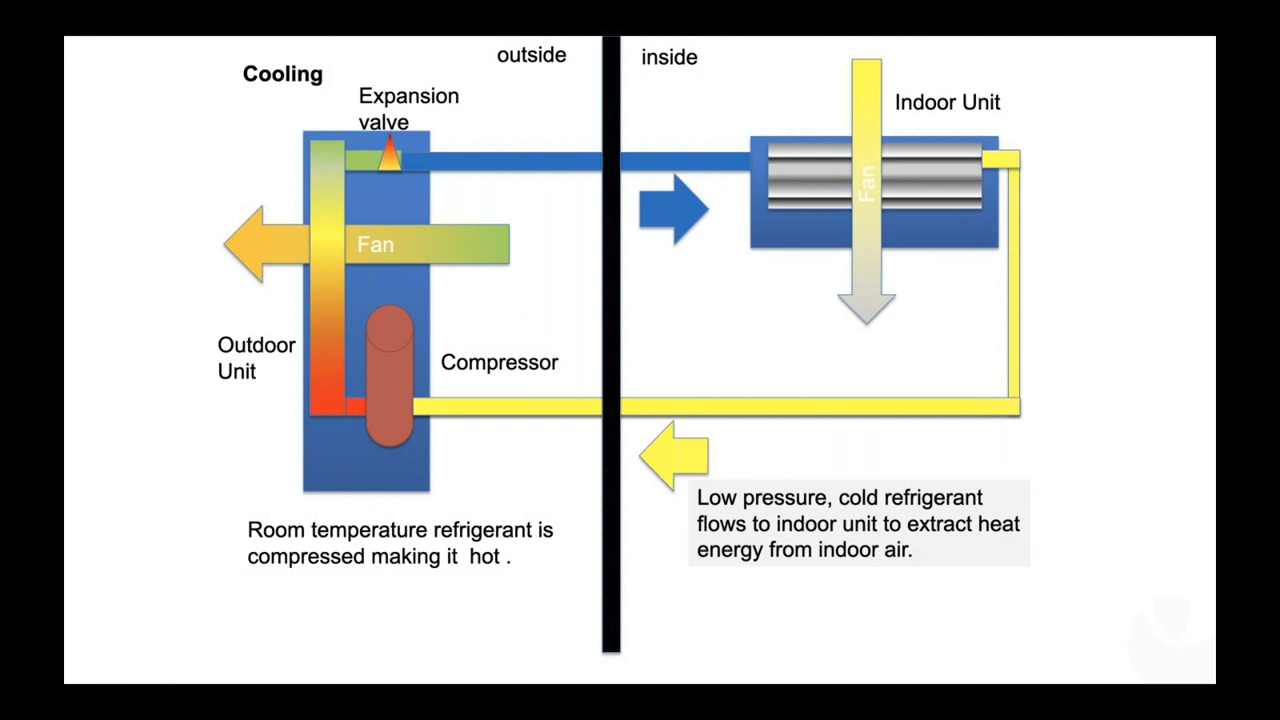 outside
inside
Cooling
Expansion
valve
Indoor Unit
Fan
Fan
Outdoor
Unit
Compressor
Low pressure, cold refrigerant
flows to indoor unit to extract heat
energy from indoor air.
Room temperature refrigerant is
compressed making it  hot .